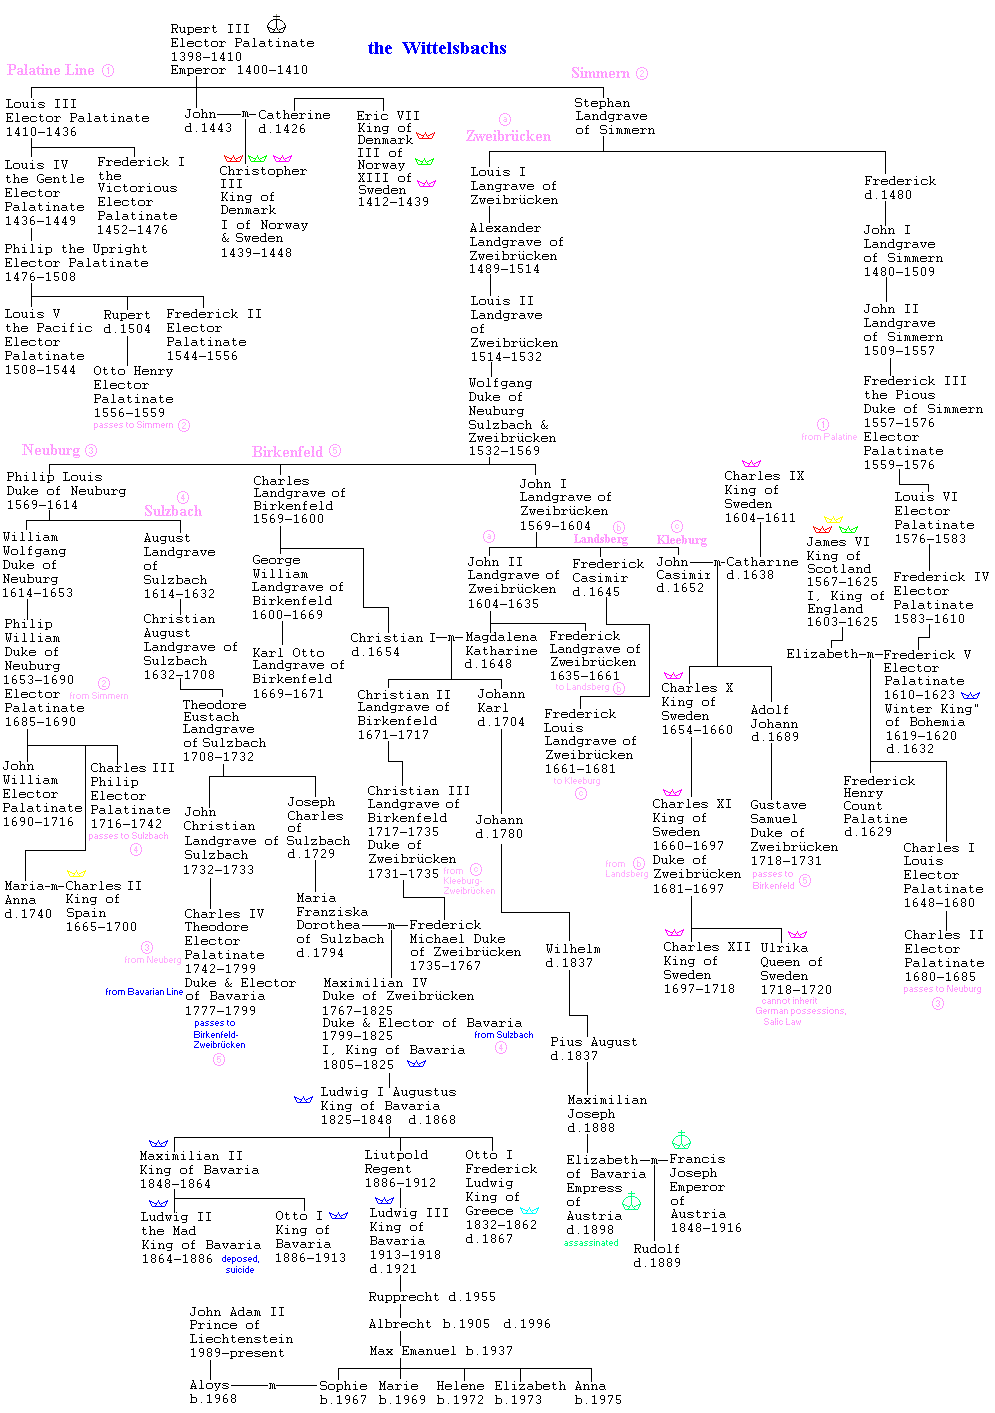 the Wittelsbachs
Rupert III
Elector Palatinate
1398-1410
Emperor 1400-1410
Palatine Line 1
Simmern 2
Louis III
Elector Palatinate
1410-1436
John—m—Catherine
d.1443
d.1426
Eric VII
King of
Denmark
III of
Norway
XIII of
Sweden
1412-1439
Stephan
Landgrave
of Simmern
a
Zweibrücken
Louis IV
the Gentle
Elector
Palatinate
1436-1449
Frederick I
the
Victorious
Elector
Palatinate
1452-1476
Christopher
III
King of
Denmark
I of Norway
& Sweden
1439-1448
Louis I
Langrave of
Zweibrücken
Frederick
d.1480
Philip the Upright
Elector Palatinate
1476-1508
Alexander
Landgrave of
Zweibrücken
1489-1514
John I
Landgrave
of Simmern
1480-1509
Louis V
the Pacific
Elector
Palatinate
1508-1544
Rupert
d.1504
Frederick II
Elector
Palatinate
1544-1556
Louis II
Landgrave
of
Zweibrücken
1514-1532
John II
Landgrave
of Simmern
1509-1557
Otto Henry
Elector
Palatinate
1556-1559
passes to Simmern 2
Wolfgang
Duke of
Neuburg
Sulzbach &
Zweibrücken
1532-1569
Frederick III
the Pious
Duke of Simmern
1557-1576
Elector
Palatinate
1559-1576
1
from Palatine
Neuburg 3
Birkenfeld 5
Philip Louis
Duke of Neuburg
1569-1614
4
Sulzbach
Charles
Landgrave of
Birkenfeld
1569-1600
John I
Landgrave of
Zweibrücken
1569-1604
Charles IX
King of
Sweden
1604-1611
Louis VI
Elector
Palatinate
1576-1583
William
Wolfgang
Duke of
Neuburg
1614-1653
August
Landgrave
of
Sulzbach
1614-1632
George
William
Landgrave of
Birkenfeld
1600-1669
a
John II
Landgrave of
Zweibrücken
1604-1635
b
Landsberg
Frederick
Casimir
d.1645
c
Kleeburg
John—m—Catharine
Casimir
d.1652
d.1638
James VI
King of
Scotland
1567-1625
I, King of
England
1603-1625
Frederick IV
Elector
Palatinate
1583-1610
Philip
William
Duke of
Neuburg
1653-1690
Elector
Palatinate
1685-1690
2
from Simmern
Christian
August
Landgrave of
Sulzbach
1632-1708
Karl Otto
Landgrave of
Birkenfeld
1669-1671
Christian I—m—Magdalena
d.1654
Katharine
d.1648
Frederick
Landgrave of
Zweibrücken
1635-1661
to Landsberg b
Elizabeth—m—Frederick V
Elector
Palatinate
1610-1623
Winter King"
of Bohemia
1619-1620
d.1632
Theodore
Eustach
Landgrave
of Sulzbach
1708-1732
Christian II
Landgrave of
Birkenfeld
1671-1717
Johann
Karl
d.1704
Frederick
Louis
Landgrave of
Zweibrücken
1661-1681
to Kleeburg
c
Charles X
King of
Sweden
1654-1660
Adolf
Johann
d.1689
John
William
Elector
Palatinate
1690-1716
Charles III
Philip
Elector
Palatinate
1716-1742
passes to Sulzbach
4
John
Christian
Landgrave of
Sulzbach
1732-1733
Joseph
Charles
of
Sulzbach
d.1729
Christian III
Landgrave of
Birkenfeld
1717-1735
Duke of
Zweibrücken
1731-1735
from c
Kleeburg-
Zweibrücken
Johann
d.1780
Charles XI
King of
Sweden
1660-1697
Duke of
Zweibrücken
1681-1697
from b
Landsberg
Gustave
Samuel
Duke of
Zweibrücken
1718-1731
passes to
Birkenfeld 5
Frederick
Henry
Count
Palatine
d.1629
Charles I
Louis
Elector
Palatinate
1648-1680
Maria—m—Charles II
Anna
d.1740
King of
Spain
1665-1700
Charles IV
Theodore
Elector
Palatinate
1742-1799
Duke & Elector
of Bavaria
1777-1799
3
from Neuberg
from Bavarian Line
passes to
Birkenfeld-
Zweibrücken
5
Maria
Franziska
Dorothea—m—Frederick
of Sulzbach
d.1794
Michael Duke
of Zweibrücken
1735-1767
Wilhelm
d.1837
Charles XII
King of
Sweden
1697-1718
Ulrika
Queen of
Sweden
1718-1720
cannot inherit
German possessions,
Salic Law
Charles II
Elector
Palatinate
1680-1685
passes to Neuburg
3
Maximilian IV
Duke of Zweibrücken
1767-1825
Duke & Elector of Bavaria
1799-1825
I, King of Bavaria
1805-1825
from Sulzbach
4
Pius August
d.1837
Ludwig I Augustus
King of Bavaria
1825-1848 d.1868
Maximilian
Joseph
d.1888
Maximilian II
King of Bavaria
1848-1864
Liutpold
Regent
1886-1912
Otto I
Frederick
Ludwig
King of
Greece
1832-1862
d.1867
Elizabeth—m—Francis
of Bavaria
Empress
of
Austria
d.1898
assassinated
Joseph
Emperor
of
Austria
1848-1916
Ludwig II
the Mad
King of Bavaria
1864-1886
deposed,
suicide
Otto I
King of
Bavaria
1886-1913
Ludwig III
King of
Bavaria
1913-1918
d.1921
Rudolf
d.1889
Rupprecht d.1955
John Adam II
Prince of
Liechtenstein
1989-present
Albrecht b.1905 d.1996
Max Emanuel b.1937
Aloys—m—Sophie
b.1968
b.1967
Marie
b.1969
Helene
b.1972
Elizabeth
b.1973
Anna
b.1975